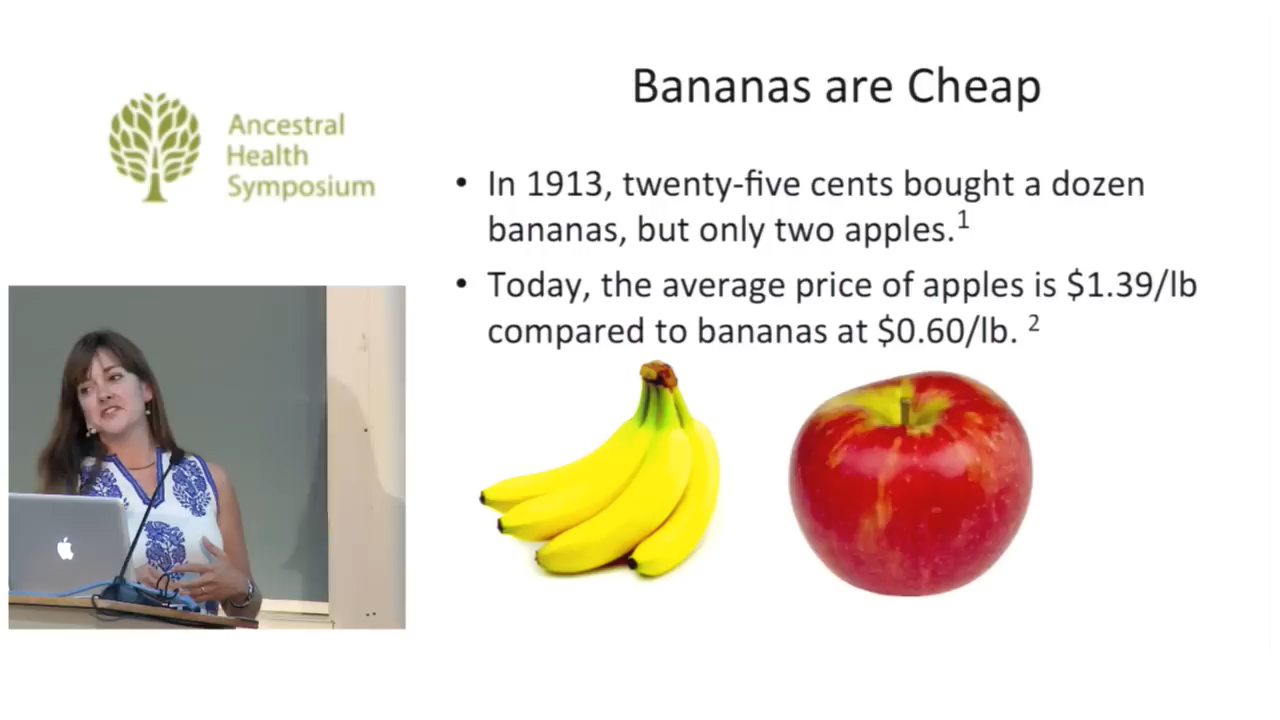 Bananas are Cheap
Ancestral
Health
Symposium
• In 1913, twenty-five cents bought a dozen
bananas, but only two apples.1
• Today, the average price of apples is $1.39/lb
compared to bananas at $0.60/lb. 2